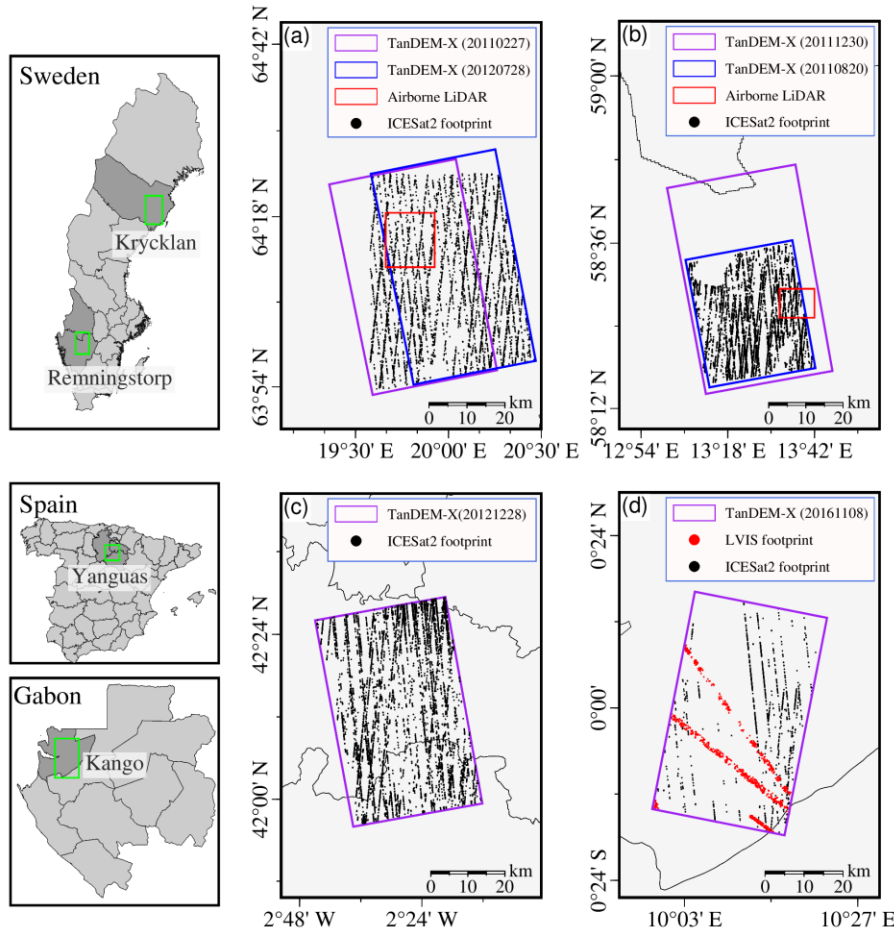 Sweden
Krycklan
Remningstorp
Spain
Yanguas
Gabon
Kango
(a)
TanDEM-X (20110227)
TanDEM-X (20120728)
Airborne LiDAR
ICESat2 footprint
64°42' N
64°18' N
63°54' N
km
0 10 20
19°30' E 20°00' E 20°30' E
(b)
TanDEM-X (20111230)
TanDEM-X (20110820)
Airborne LiDAR
ICESat2 footprint
59°00' N
58°36' N
58°12' N
km
0 10 20
12°54' E 13°18' E 13°42' E
(c)
TanDEM-X(20121228)
ICESat2 footprint
42°24' N
42°00' N
km
0 10 20
2°48' W 2°24' W
(d)
TanDEM-X (20161108)
LVIS footprint
ICESat2 footprint
0°24' N
0°00'
0°24' S
km
0 10 20
10°03' E 10°27' E